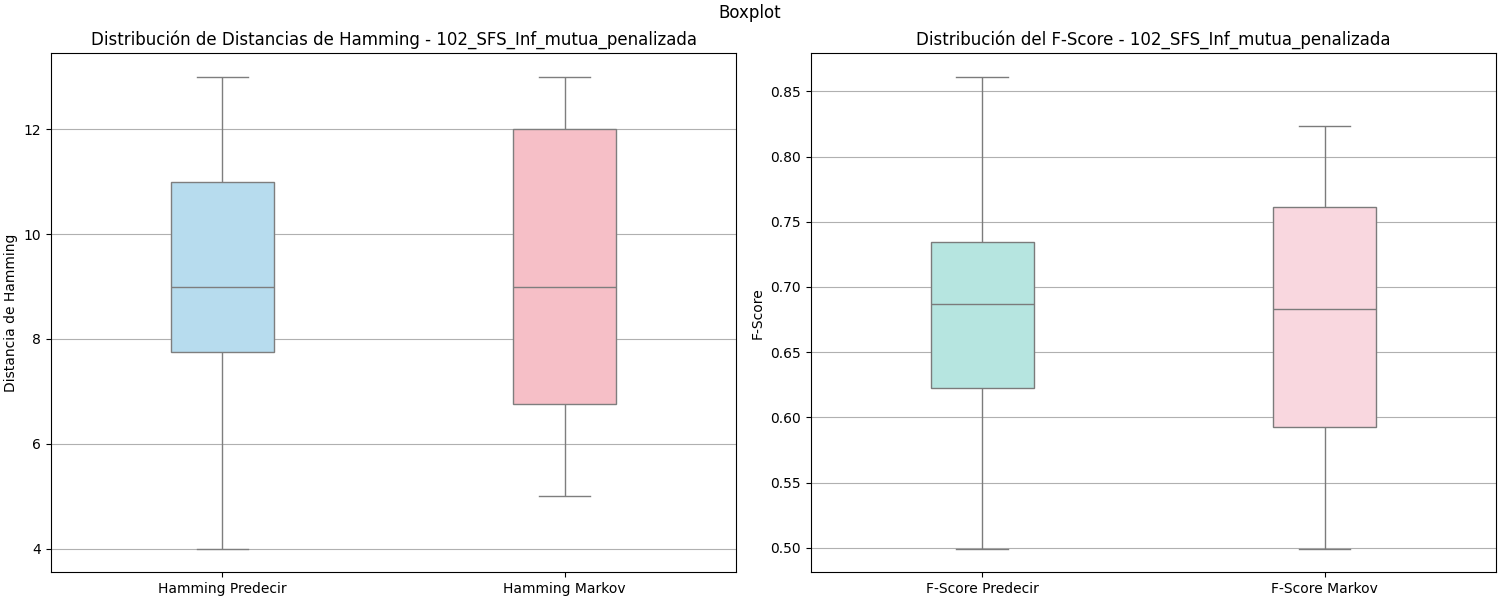 Boxplot
Distribución de Distancias de Hamming - 102_SFS_Inf_mutua_penalizada
Distancia de Hamming
12
10
8
6
4
Hamming Predecir
Hamming Markov
Distribución del F-Score - 102_SFS_Inf_mutua_penalizada
F-Score
0.85
0.80
0.75
0.70
0.65
0.60
0.55
0.50
F-Score Predecir
F-Score Markov